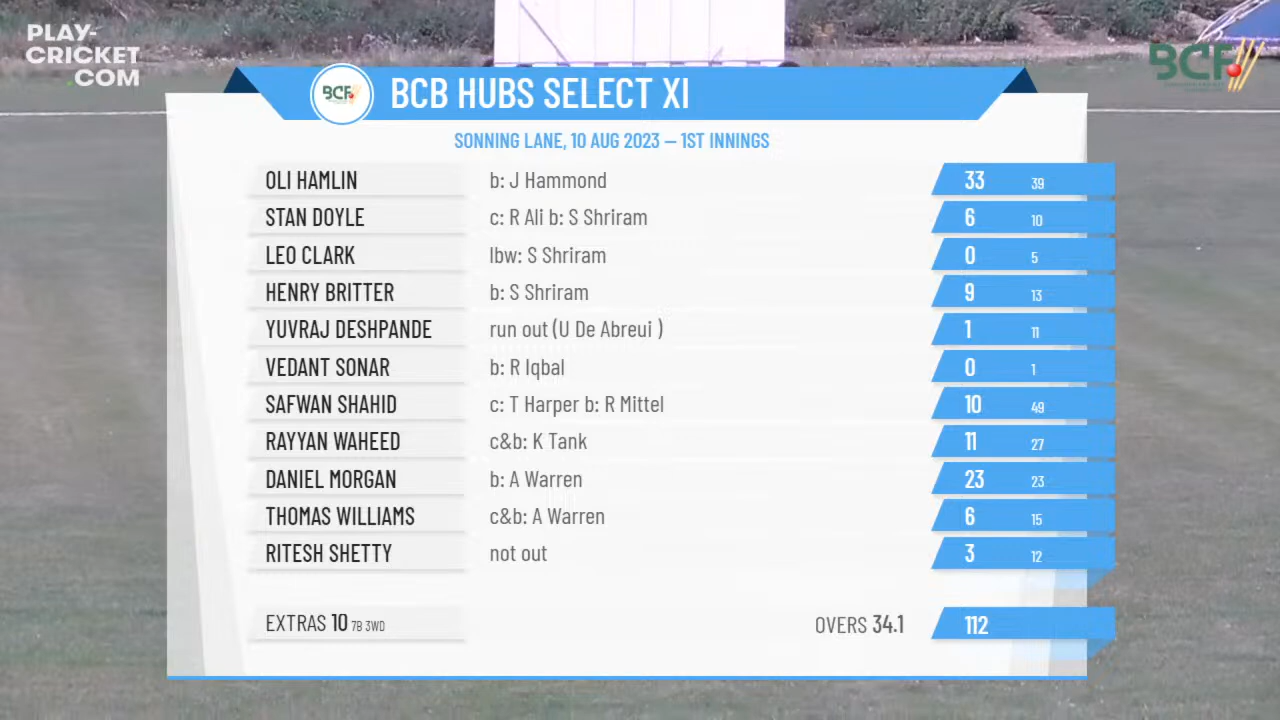 PLAY-
CRICKET
.COM
BCF
BCF
BCB HUBS SELECT XI
SONNING LANE, 10 AUG 2023 – 1ST INNINGS
OLI HAMLIN b: J Hammond 33 39
STAN DOYLE c: R Ali b: S Shriram 6 10
LEO CLARK lbw: S Shriram 0 5
HENRY BRITTER b: S Shriram 9 13
YUVRAJ DESHPANDE run out (U De Abreui ) 1 11
VEDANT SONAR b: R Iqbal 0 1
SAFWAN SHAHID c: T Harper b: R Mittel 10 49
RAYYAN WAHEED c&b: K Tank 11 27
DANIEL MORGAN b: A Warren 23 23
THOMAS WILLIAMS c&b: A Warren 6 15
RITESH SHETTY not out 3 12
EXTRAS 10 7B 3WD OVERS 34.1 112